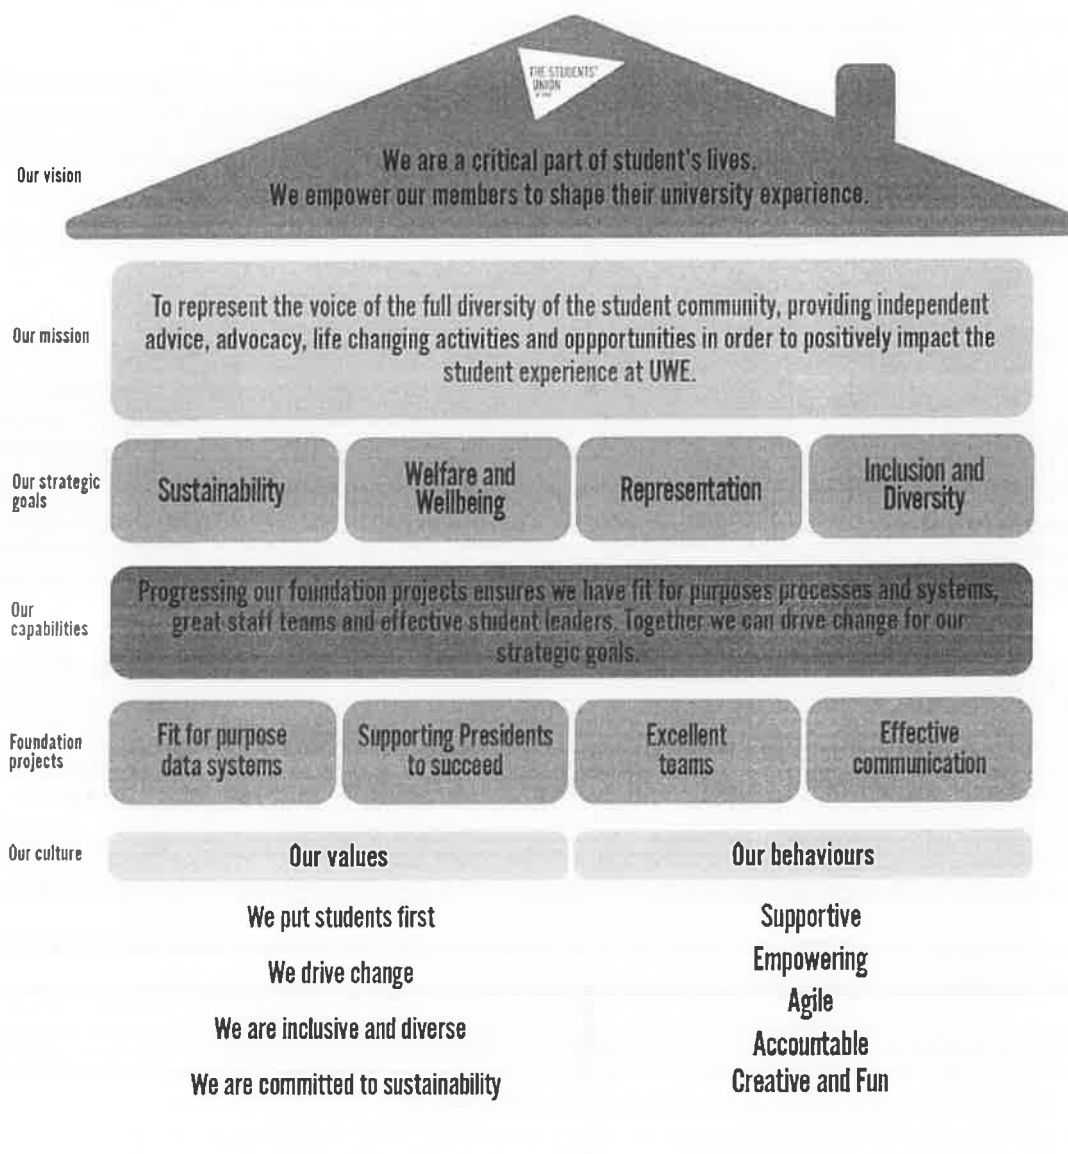 THE STUDENTS'
UNION
Our vision
We are a critical part of student's lives.
We empower our members to shape their university experience.
Our mission
To represent the voice of the full diversity of the student community, providing independent
advice, advocacy, life changing activities and oppportunities in order to positively impact the
student experience at UWE.
Our strategic
goals
Sustainability
Welfare and
Wellbeing
Representation
Inclusion and
Diversity
Our
capabilities
Progressing our foundation projects ensures we have fit for purposes processes and systems,
great staff teams and effective student leaders. Together we can drive change for our
strategic goals.
Foundation
projects
Fit for purpose
data systems
Supporting Presidents
to succeed
Excellent
teams
Effective
communication
Our culture
Our values
Our behaviours
We put students first
We drive change
We are inclusive and diverse
We are committed to sustainability
Supportive
Empowering
Agile
Accountable
Creative and Fun